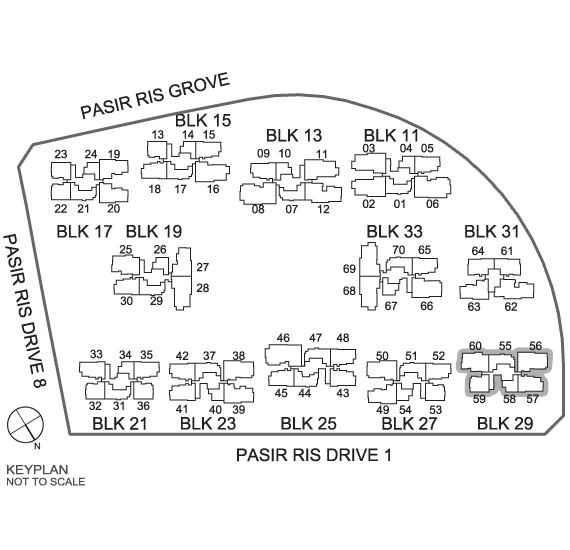 PASIR RIS GROVE
BLK 15
13 14 15
18 17 16
BLK 13
09 10 11
08 07 12
BLK 11
03 04 05
02 01 06
23 24 19
22 21 20
BLK 17
BLK 19
25 26 27
30 29 28
BLK 33
69 70 65
68 67 66
BLK 31
64 61
63 62
PASIR RIS DRIVE 8
33 34 35
32 31 36
BLK 21
42 37 38
41 40 39
BLK 23
46 47 48
45 44 43
BLK 25
50 51 52
49 54 53
BLK 27
60 55 56
59 58 57
BLK 29
N
PASIR RIS DRIVE 1
KEYPLAN
NOT TO SCALE